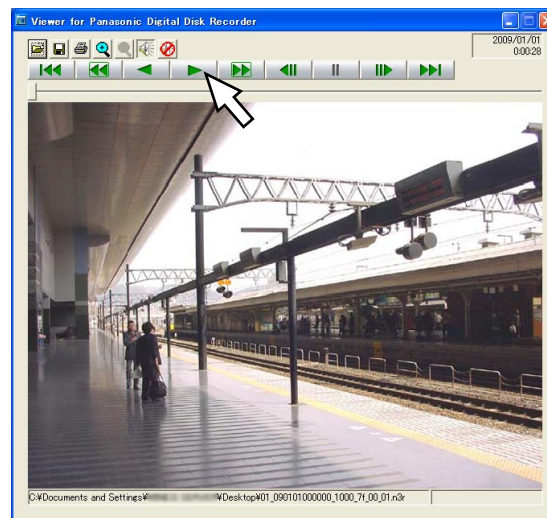 Viewer for Panasonic Digital Disk Recorder
2009/01/01
0:00:28
C:¥Documents and Settings¥ ¥Desktop¥01_090101000000_1000_7f_00_01.n3r